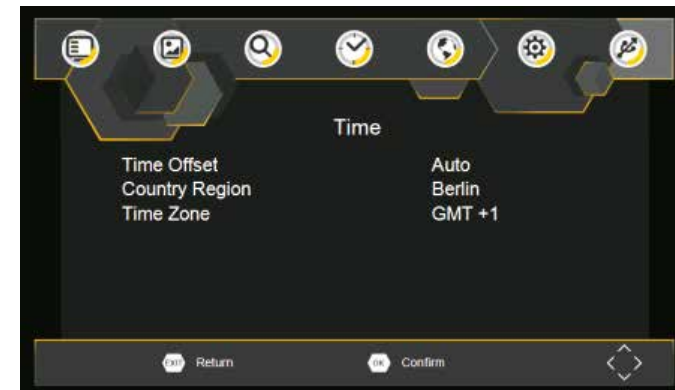 Time
Time Offset Auto
Country Region Berlin
Time Zone GMT +1
EXIT Return OK Confirm